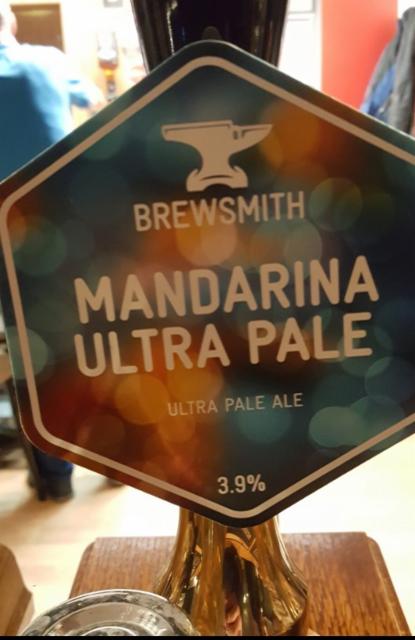 BREWSMITH
MANDARINA
ULTRA PALE
ULTRA PALE ALE
3.9%